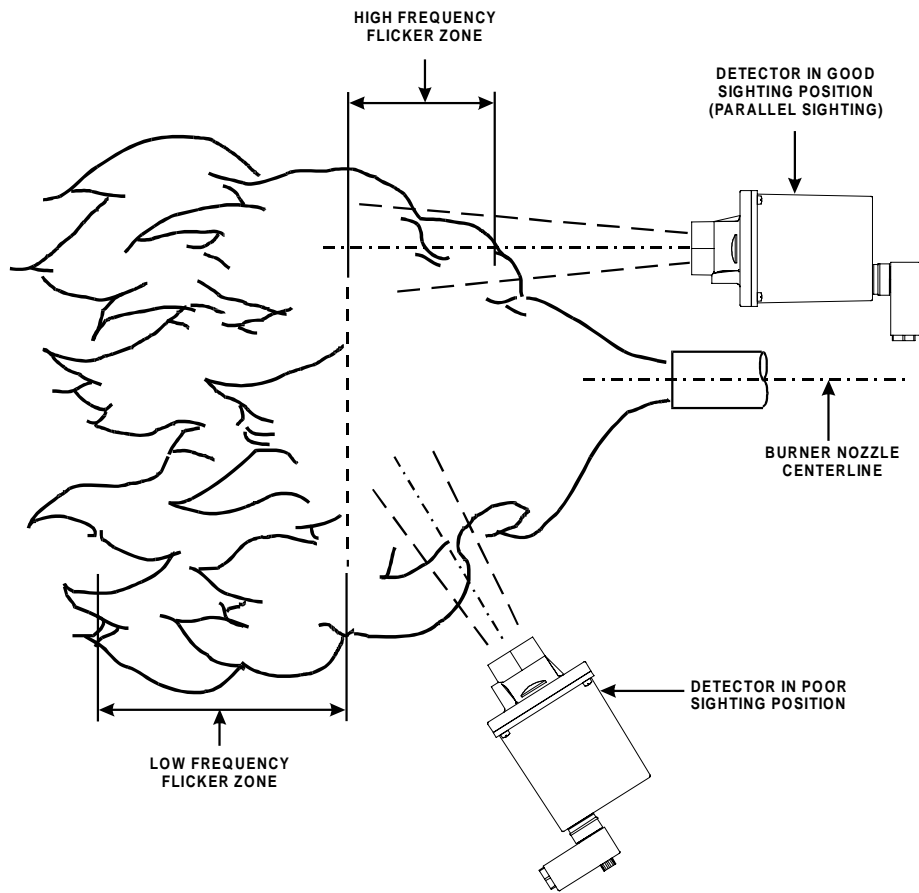 HIGH FREQUENCY
FLICKER ZONE
DETECTOR IN GOOD
SIGHTING POSITION
(PARALLEL SIGHTING)
BURNER NOZZLE
CENTERLINE
DETECTOR IN POOR
SIGHTING POSITION
LOW FREQUENCY
FLICKER ZONE